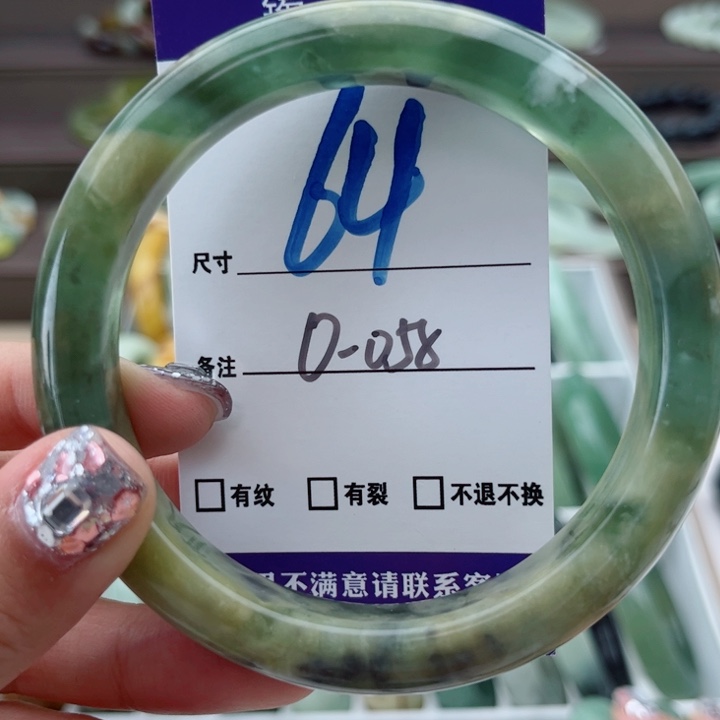 尺寸 64
备注 0-058
□有纹 □有裂 □不退不换
不满意请联系客